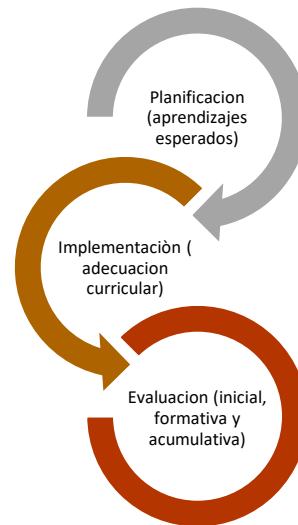 Planificacion
(aprendizajes
esperados)
Implementaciòn (
adecuacion
curricular)
Evaluacion (inicial,
formativa y
acumulativa)